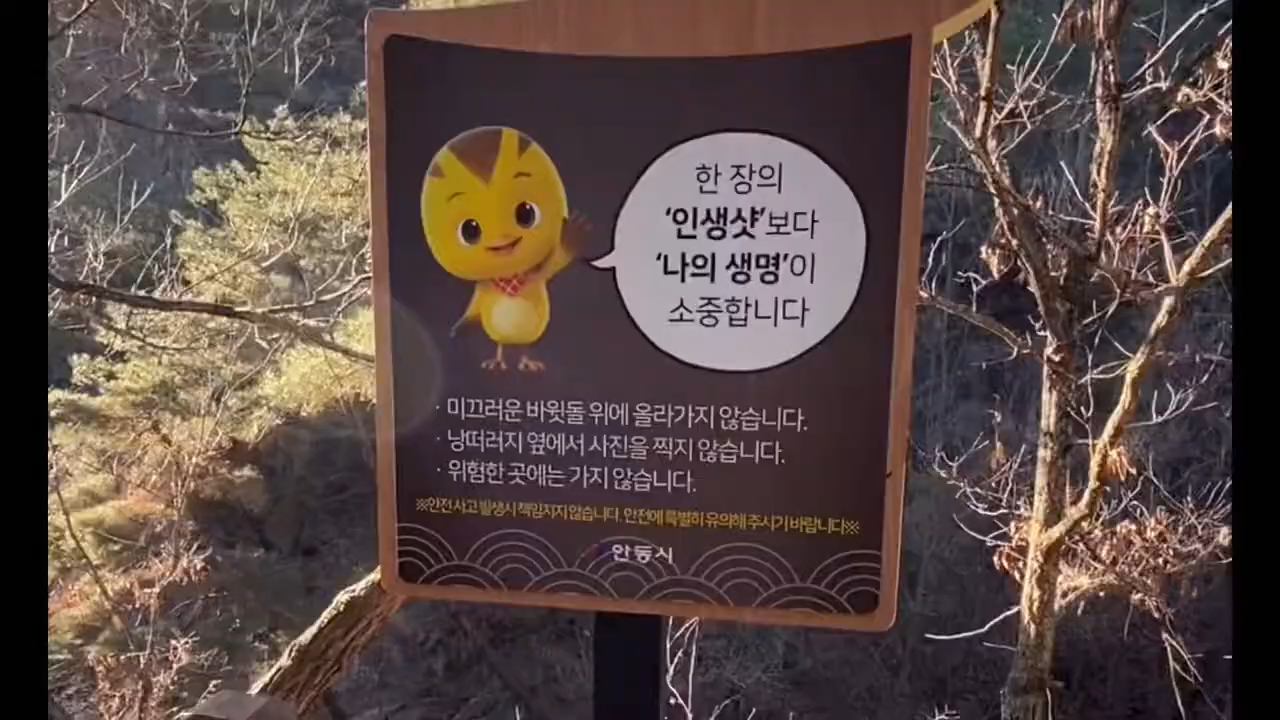 한 장의
‘인생샷’보다
‘나의 생명’이
소중합니다
· 미끄러운 바윗돌 위에 올라가지 않습니다.
· 낭떠러지 옆에서 사진을 찍지 않습니다.
· 위험한 곳에는 가지 않습니다.
※안전 사고 발생시 책임지지 않습니다. 안전에 특별히 유의해 주시기 바랍니다※
안동시